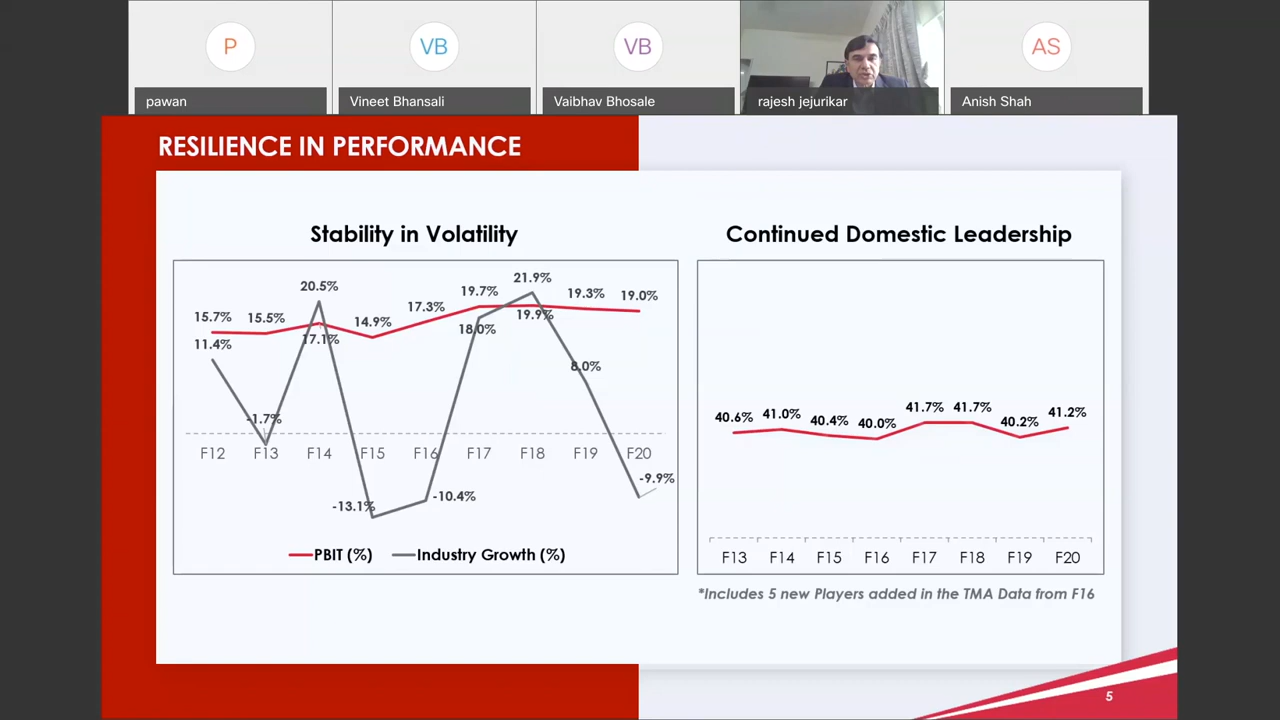 P
VB
VB
AS
pawan
Vineet Bhansali
Vaibhav Bhosale
rajesh jejurikar
Anish Shah
RESILIENCE IN PERFORMANCE
Stability in Volatility
20.5%
21.9%
15.7%
15.5%
14.9%
17.3%
19.7%
19.3%
19.0%
11.4%
17.1%
18.0%
19.9%
8.0%
-1.7%
F12
F13
F14
F15
F16
F17
F18
F19
F20
-13.1%
-10.4%
-9.9%
PBIT (%)
Industry Growth (%)
Continued Domestic Leadership
40.6%
41.0%
40.4%
40.0%
41.7%
41.7%
40.2%
41.2%
F13
F14
F15
F16
F17
F18
F19
F20
*Includes 5 new Players added in the TMA Data from F16
5